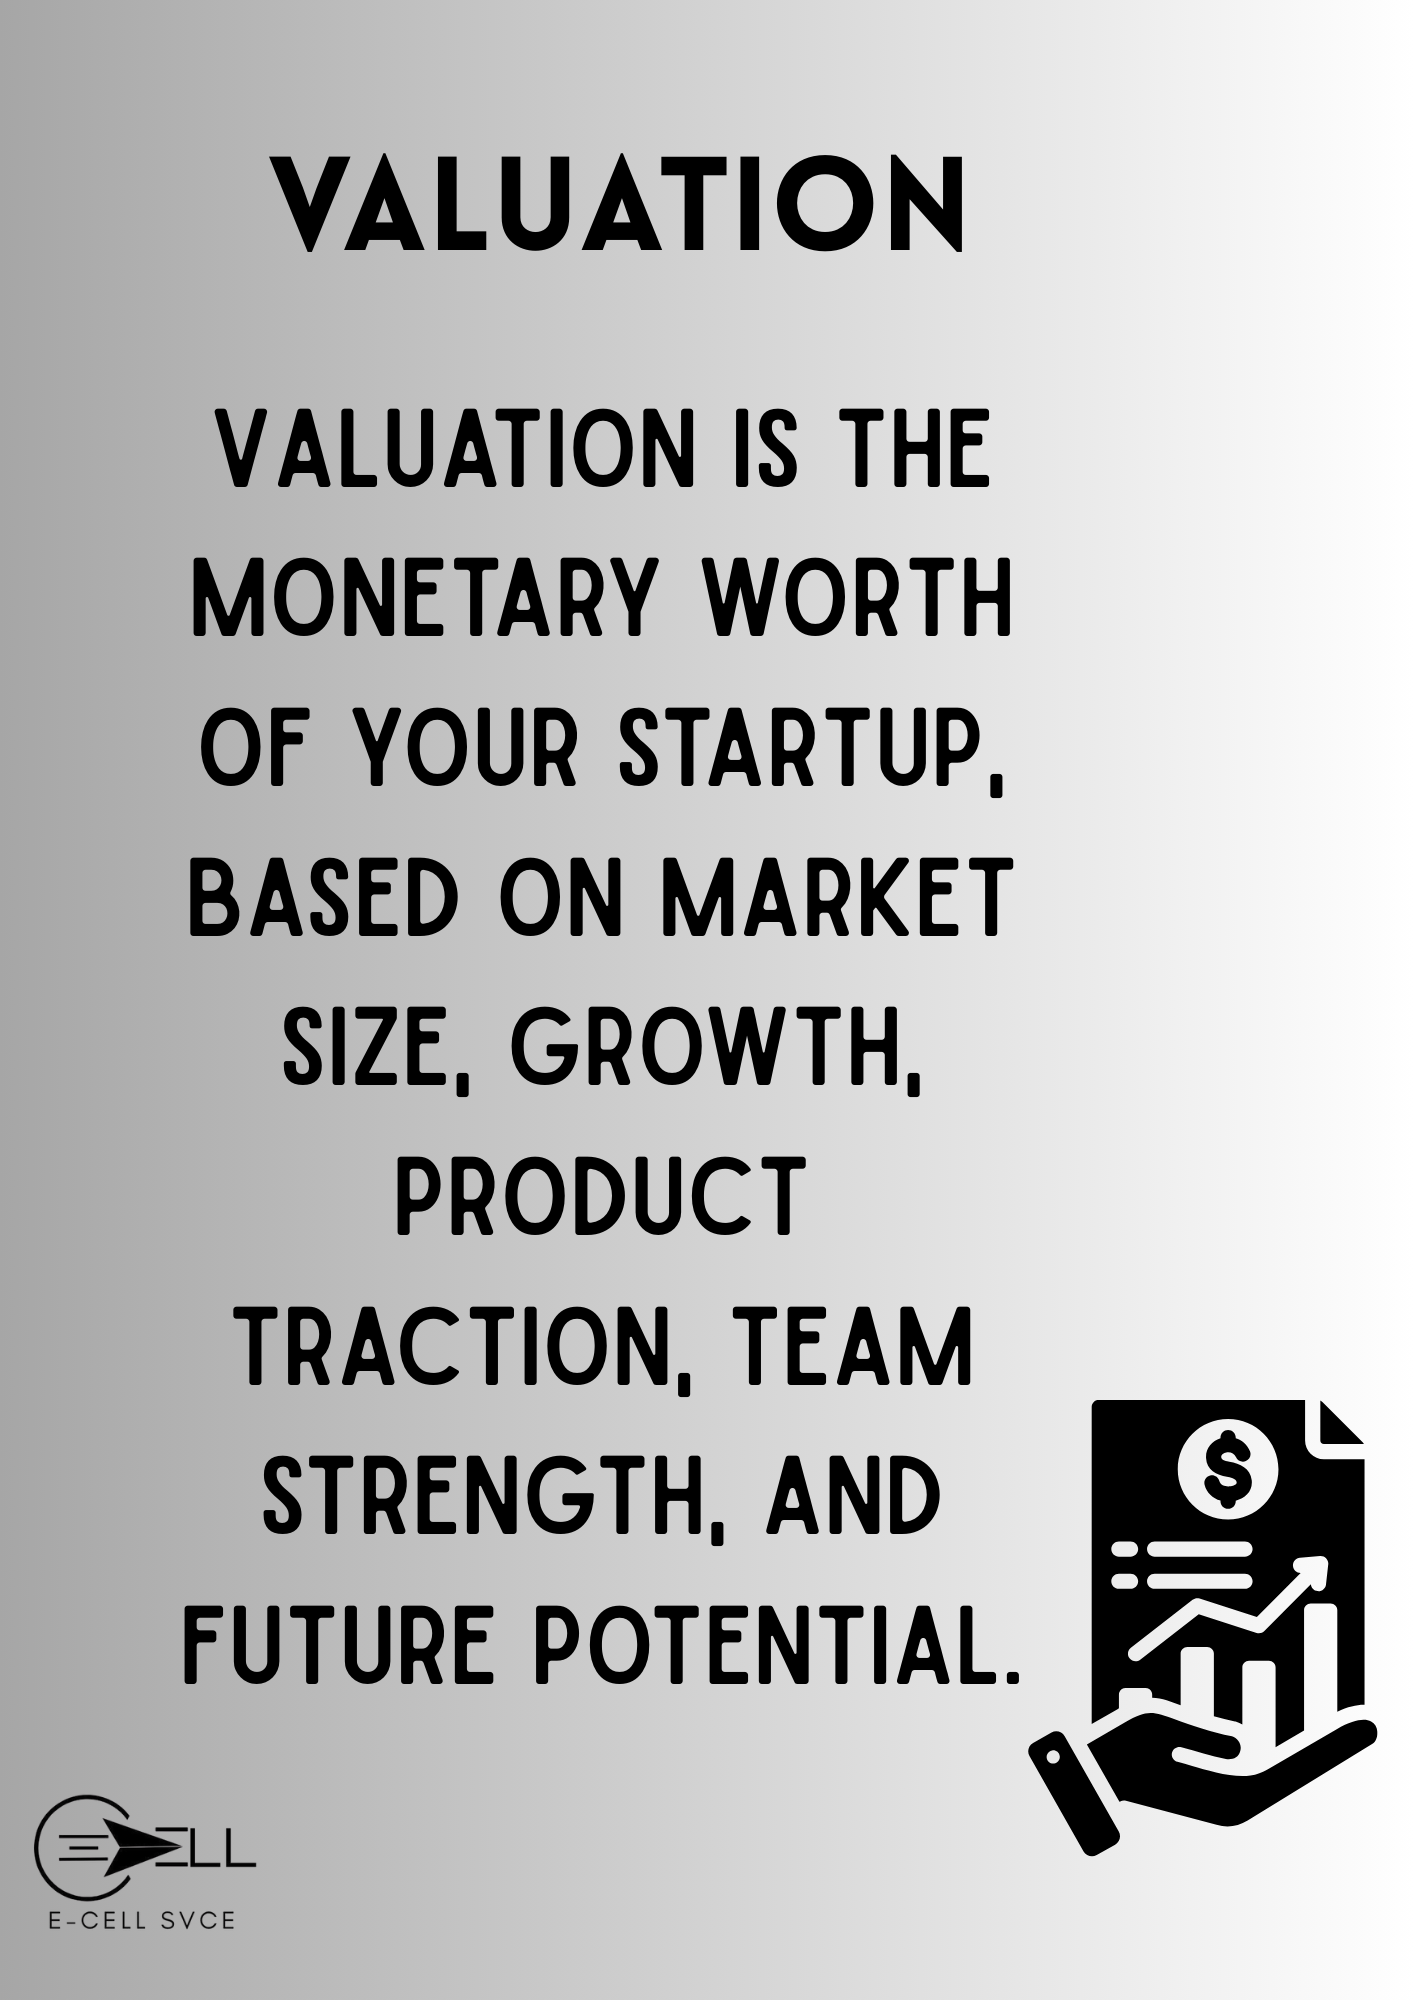 VALUATION
VALUATION IS THE
MONETARY WORTH
OF YOUR STARTUP,
BASED ON MARKET
SIZE, GROWTH,
PRODUCT
TRACTION, TEAM
STRENGTH, AND
FUTURE POTENTIAL.
$
E-CELL
E-CELL SVCE